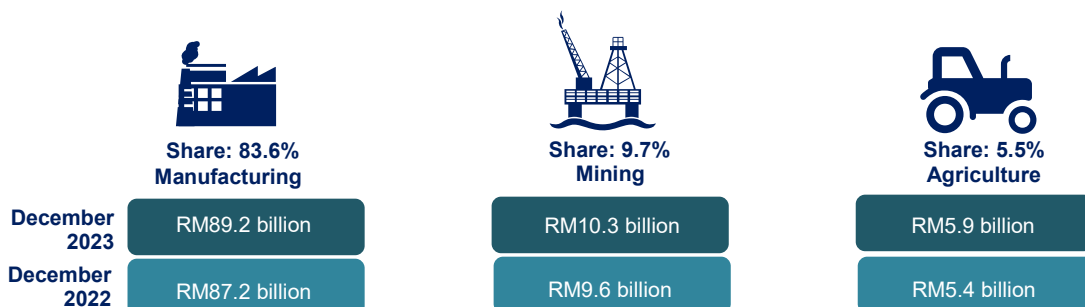 Share: 83.6%
Manufacturing
Share: 9.7%
Mining
Share: 5.5%
Agriculture
December
2023
RM89.2 billion
RM10.3 billion
RM5.9 billion
December
2022
RM87.2 billion
RM9.6 billion
RM5.4 billion